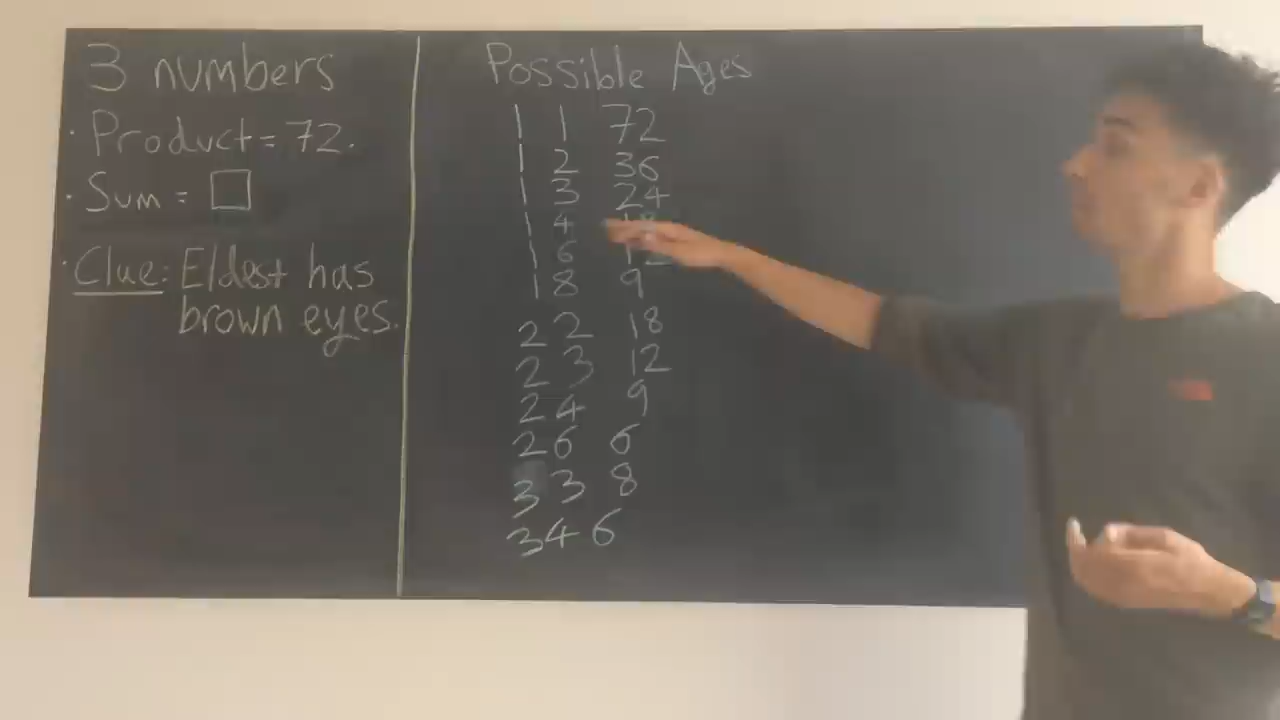 3 numbers
· Product = 72.
· Sum = □
· Clue: Eldest has
brown eyes.
Possible Ages
1 1 72
1 2 36
1 3 24
1 4 18
1 6 12
1 8 9
2 2 18
2 3 12
2 4 9
2 6 6
3 3 8
3 4 6